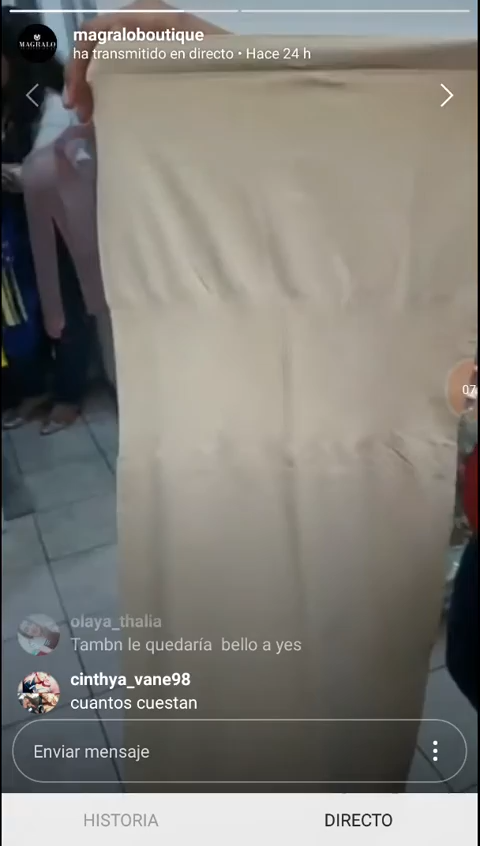 magraloboutique
ha transmitido en directo • Hace 24 h
MAGRALO
07
olaya_thalia
Tambn le quedaría bello a yes
cinthya_vane98
cuantos cuestan
Enviar mensaje
HISTORIA
DIRECTO